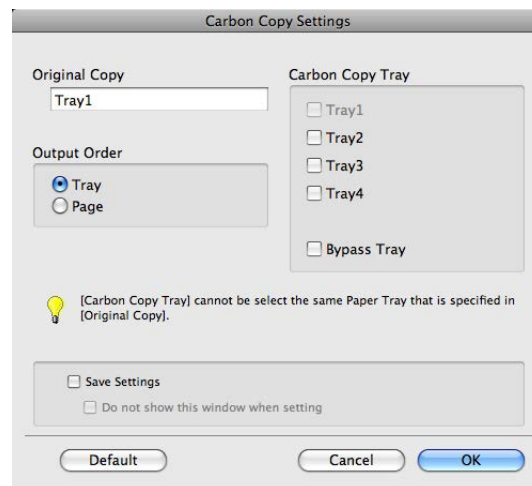 Carbon Copy Settings
Original Copy
Tray1
Output Order
Tray
Page
Carbon Copy Tray
Tray1
Tray2
Tray3
Tray4
Bypass Tray
[Carbon Copy Tray] cannot be select the same Paper Tray that is specified in
[Original Copy].
Save Settings
Do not show this window when setting
Default
Cancel
OK